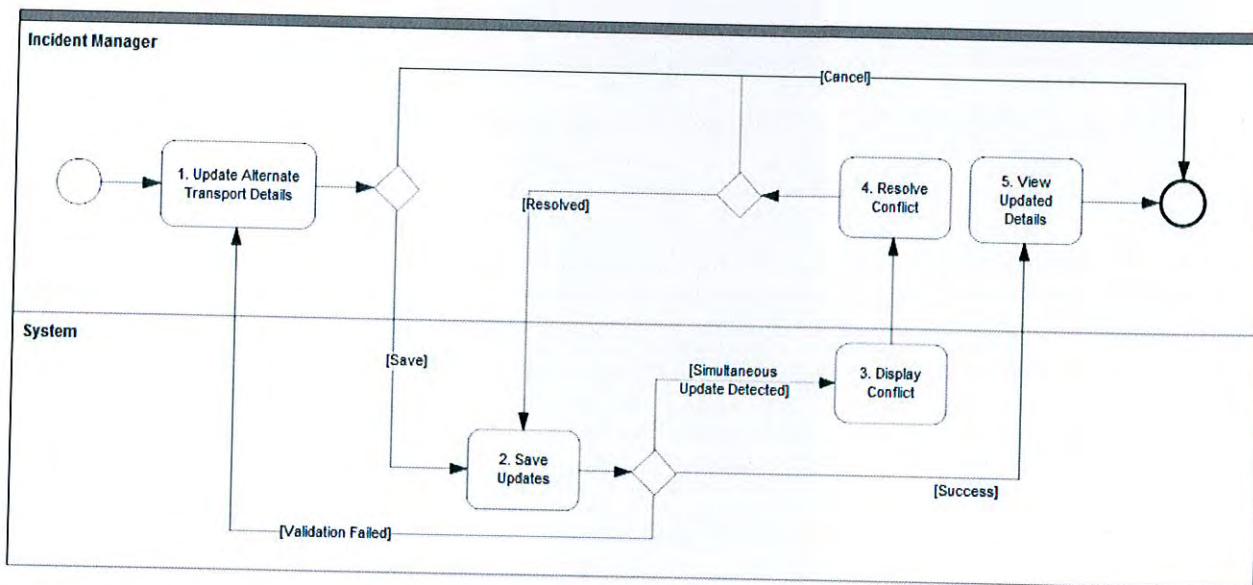 Incident Manager
[Cancel]
1. Update Alternate
Transport Details
[Resolved]
4. Resolve
Conflict
5. View
Updated
Details
System
[Save]
[Simultaneous
Update Detected]
3. Display
Conflict
2. Save
Updates
[Success]
[Validation Failed]